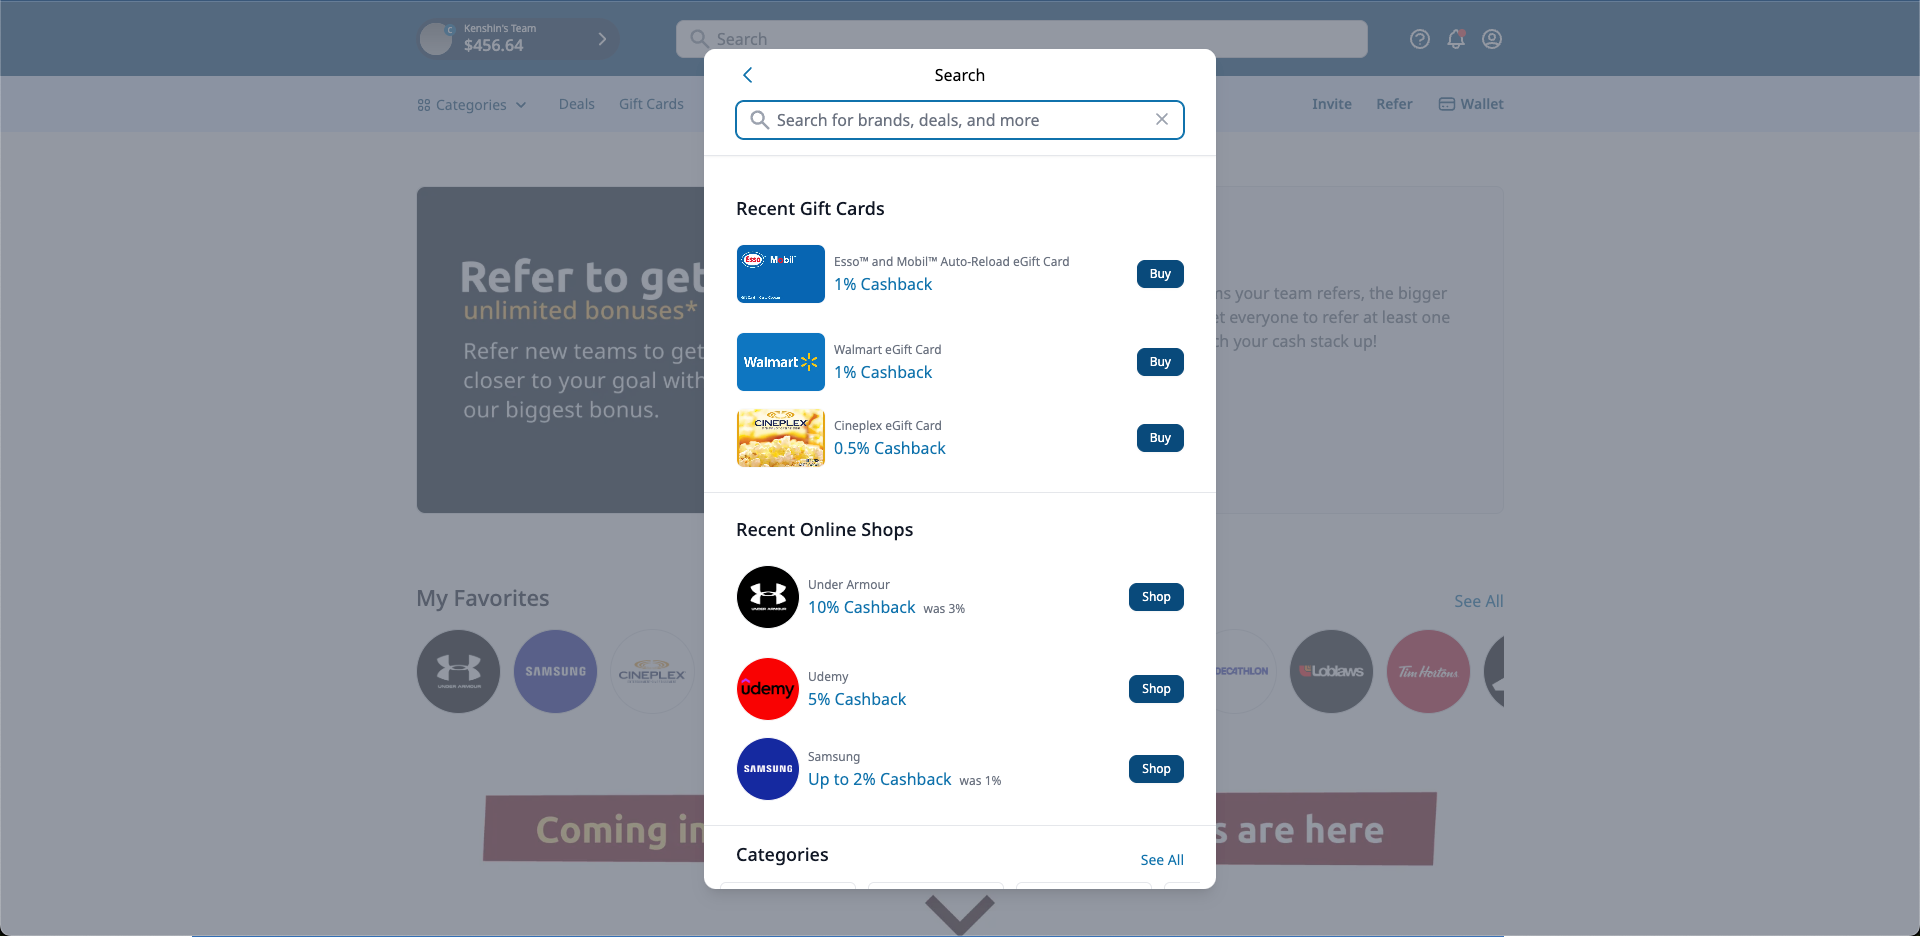 Kenshin's Team
$456.64
Search
Categories
Deals
Gift Cards
Invite
Refer
Wallet
Search
Search for brands, deals, and more
Refer to get
unlimited bonuses*
Refer new teams to get
closer to your goal with
our biggest bonus.
your team refers, the bigger
everyone to refer at least one
your cash stack up!
Recent Gift Cards
Esso
Mobil
Esso™ and Mobil™ Auto-Reload eGift Card
1% Cashback
Buy
Walmart
Walmart eGift Card
1% Cashback
Buy
CINEPLEX
Cineplex eGift Card
0.5% Cashback
Buy
Recent Online Shops
UNDER ARMOUR
Under Armour
10% Cashback was 3%
Shop
udemy
Udemy
5% Cashback
Shop
SAMSUNG
Samsung
Up to 2% Cashback was 1%
Shop
Categories
See All
My Favorites
See All
UNDER ARMOUR
SAMSUNG
CINEPLEX
DECATHLON
Loblaws
Tim Hortons
Coming in
are here